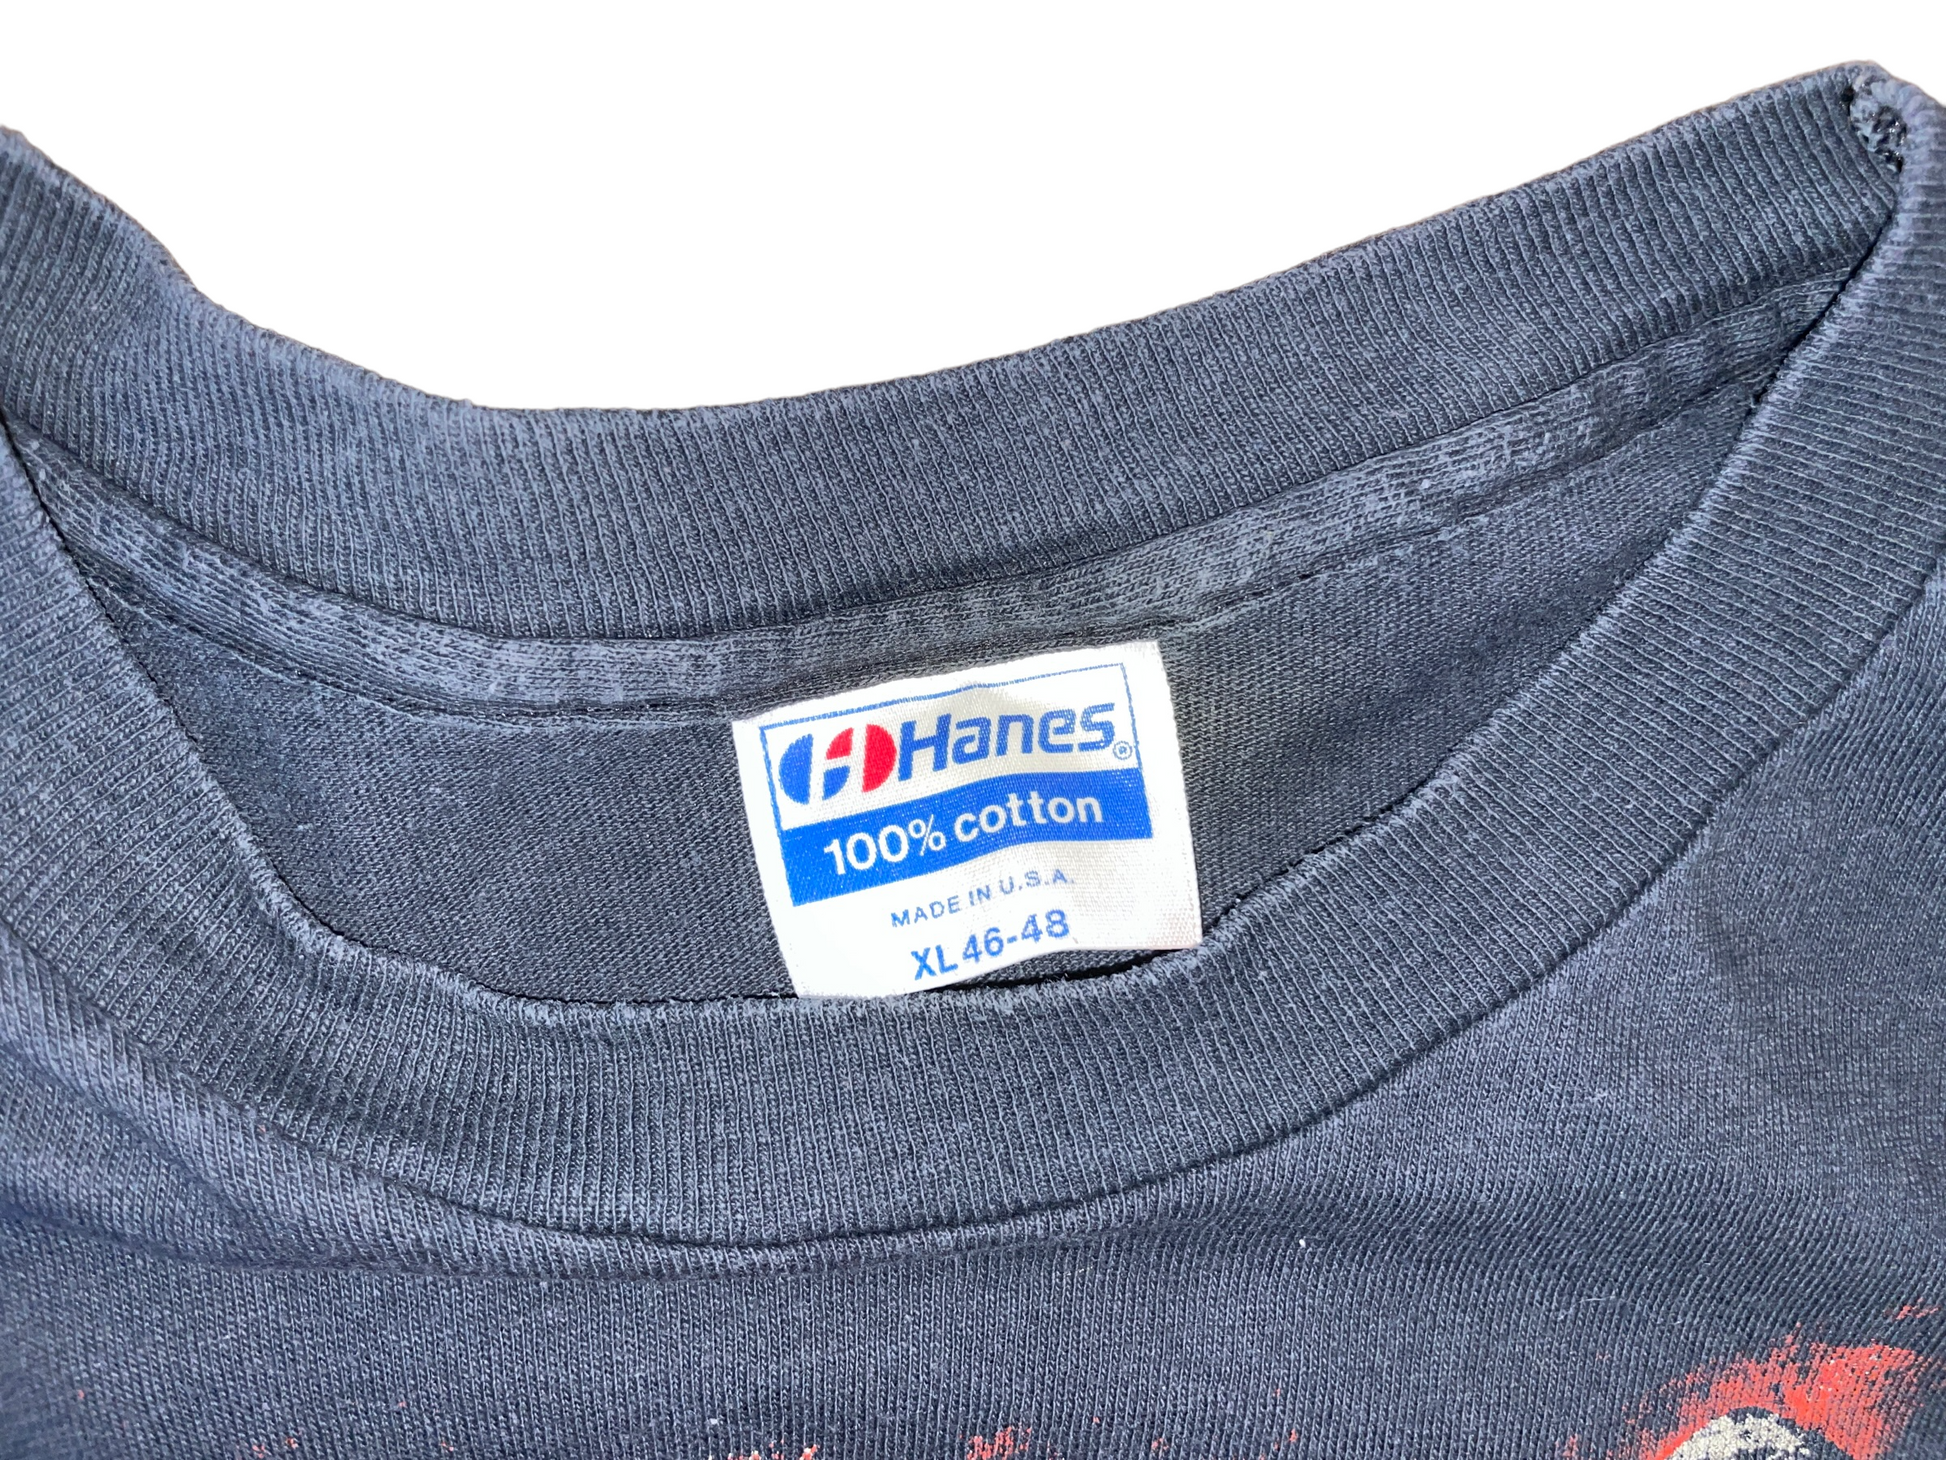 Hanes®
100% cotton
MADE IN U.S.A.
XL 46-48